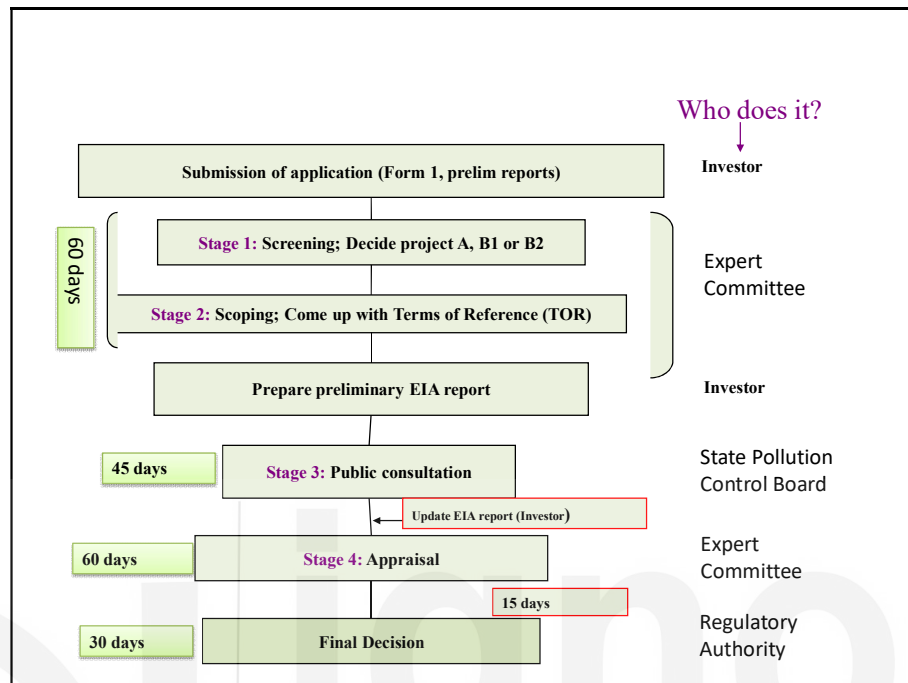 Who does it?
Submission of application (Form 1, prelim reports)
Investor
60 days
Stage 1: Screening; Decide project A, B1 or B2
Expert
Committee
Stage 2: Scoping; Come up with Terms of Reference (TOR)
Prepare preliminary EIA report
Investor
45 days
Stage 3: Public consultation
State Pollution
Control Board
Update EIA report (Investor)
60 days
Stage 4: Appraisal
Expert
Committee
15 days
30 days
Final Decision
Regulatory
Authority